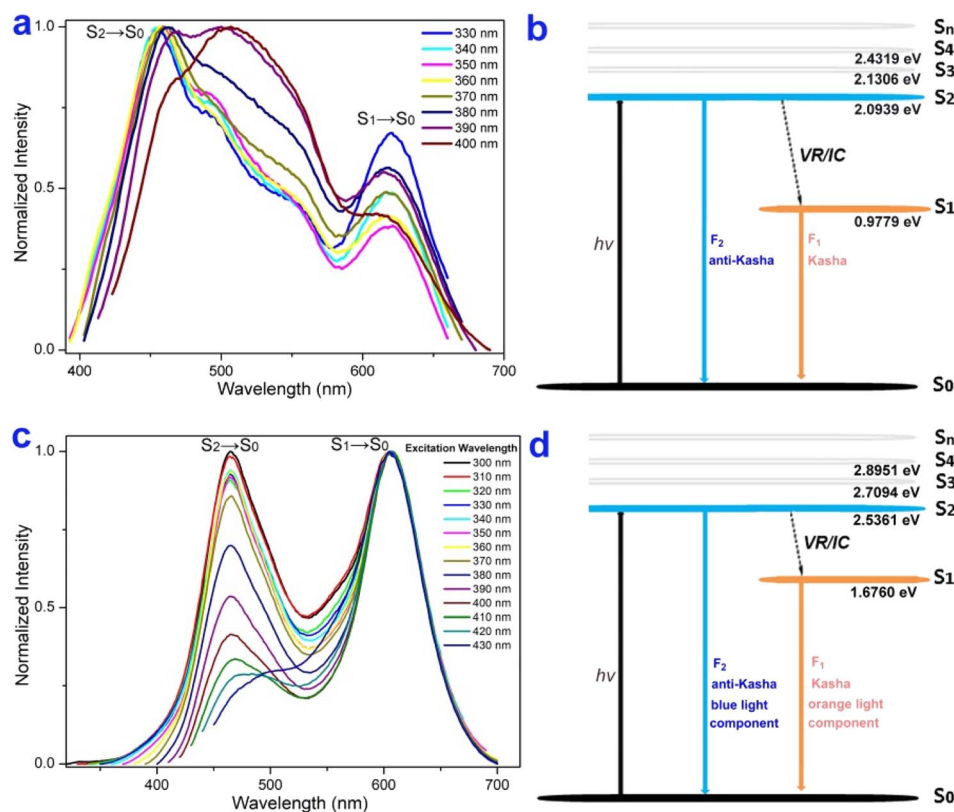 a
S₂→S₀
S₁→S₀
330 nm
340 nm
350 nm
360 nm
370 nm
380 nm
390 nm
400 nm
1.0
0.5
0.0
Normalized Intensity
400
500
600
700
Wavelength (nm)
b
Sn
S4
2.4319 eV
S3
2.1306 eV
S2
2.0939 eV
VR/IC
S1
0.9779 eV
hv
F₂
anti-Kasha
F₁
Kasha
S0
c
S₂→S₀
S₁→S₀
Excitation Wavelength
300 nm
310 nm
320 nm
330 nm
340 nm
350 nm
360 nm
370 nm
380 nm
390 nm
400 nm
410 nm
420 nm
430 nm
1.0
0.5
0.0
Normalized Intensity
400
500
600
700
Wavelength (nm)
d
Sn
S4
2.8951 eV
S3
2.7094 eV
S2
2.5361 eV
VR/IC
S1
1.6760 eV
hv
F₂
anti-Kasha
blue light
component
F₁
Kasha
orange light
component
S0